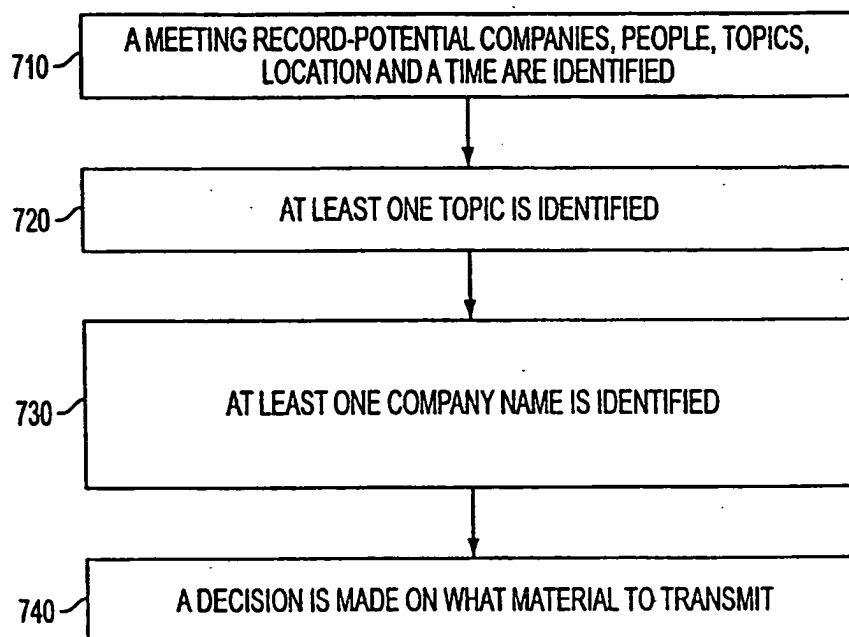 710
A MEETING RECORD-POTENTIAL COMPANIES, PEOPLE, TOPICS,
LOCATION AND A TIME ARE IDENTIFIED
720
AT LEAST ONE TOPIC IS IDENTIFIED
730
AT LEAST ONE COMPANY NAME IS IDENTIFIED
740
A DECISION IS MADE ON WHAT MATERIAL TO TRANSMIT